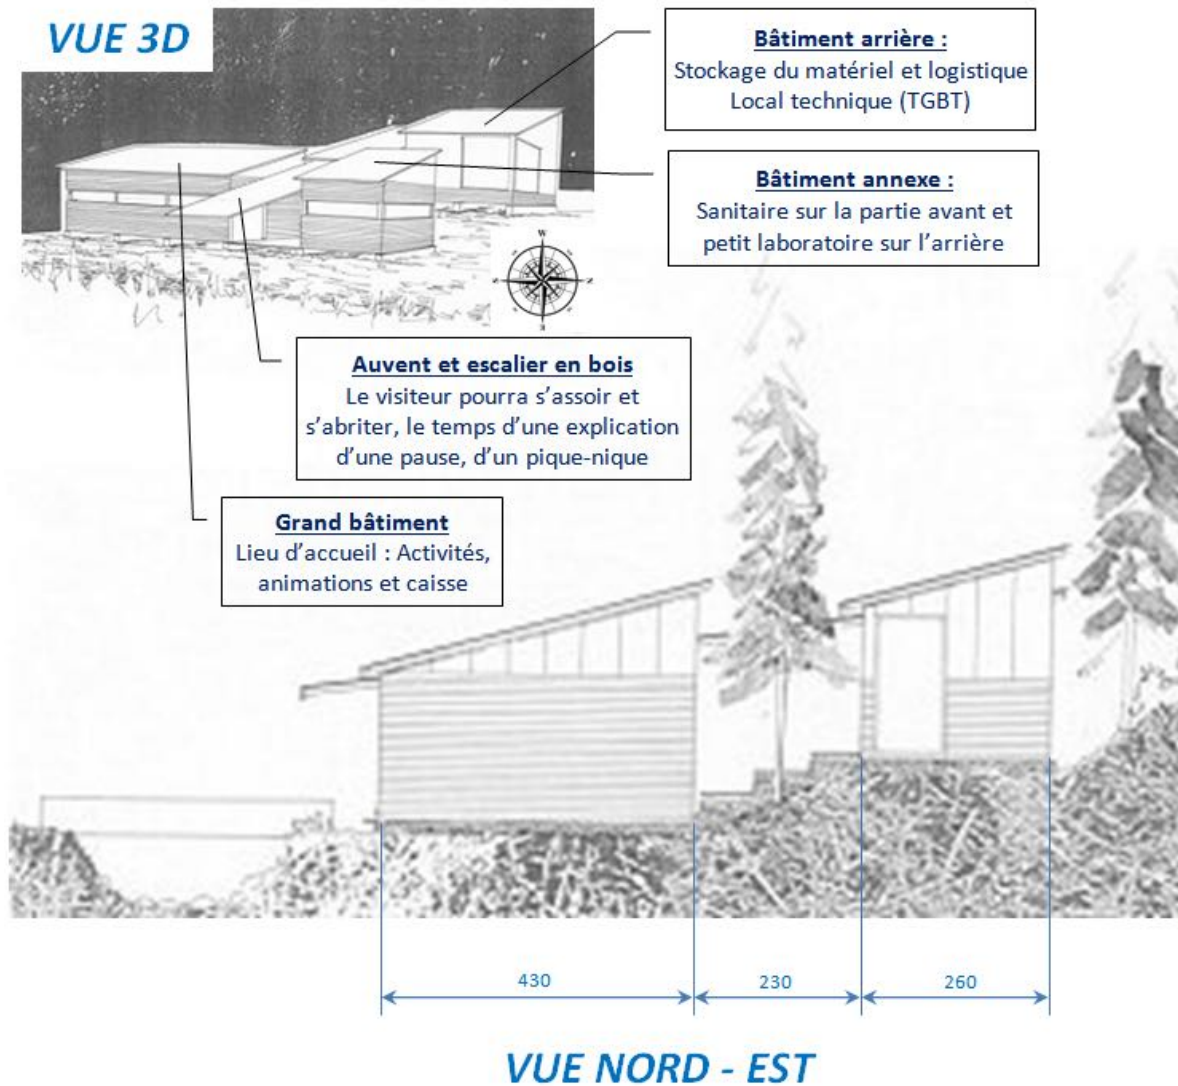 VUE 3D
Bâtiment arrière :
Stockage du matériel et logistique
Local technique (TGBT)
Bâtiment annexe :
Sanitaire sur la partie avant et
petit laboratoire sur l’arrière
W
Auvent et escalier en bois
Le visiteur pourra s’assoir et
s’abriter, le temps d’une explication
d’une pause, d’un pique-nique
Grand bâtiment
Lieu d’accueil : Activités,
animations et caisse
430
230
260
VUE NORD - EST